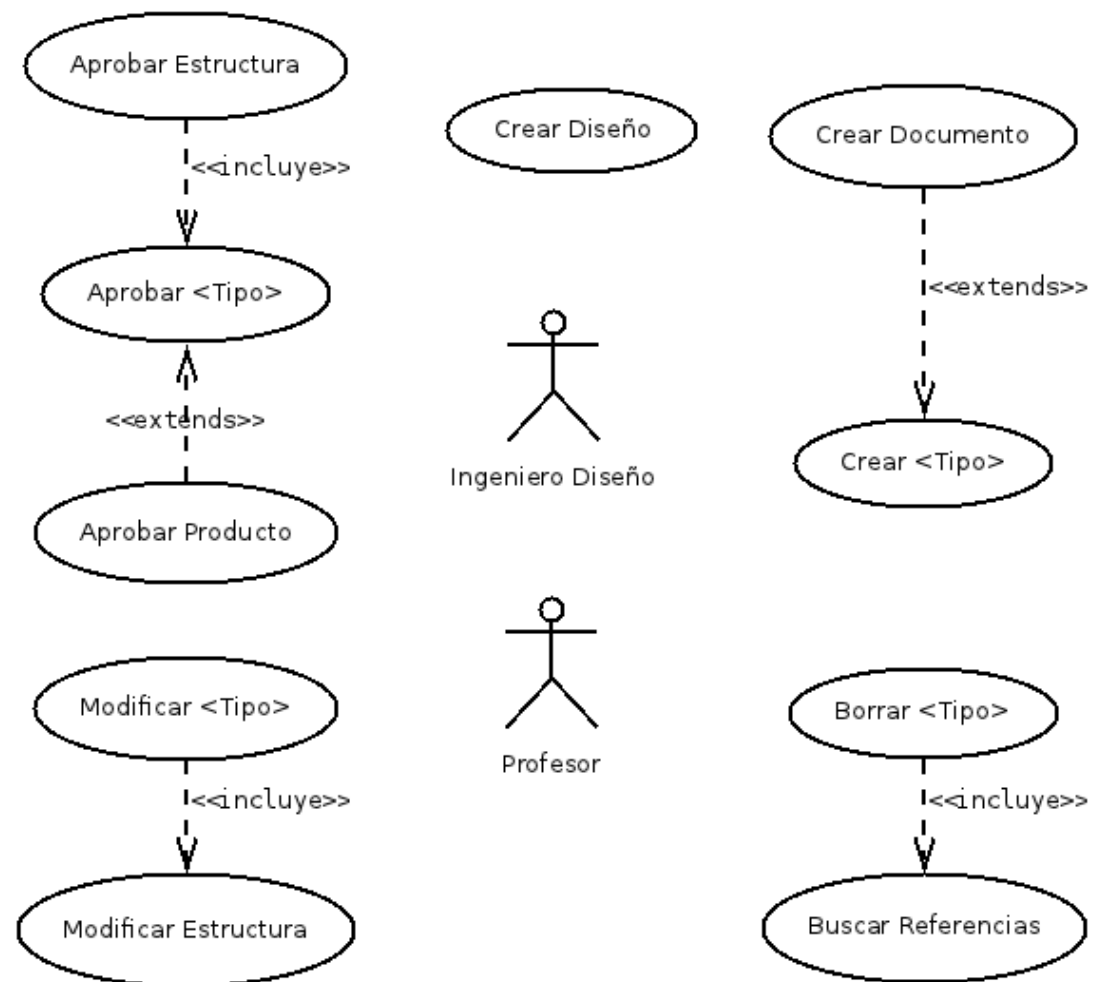 Aprobar Estructura
Crear Diseño
Crear Documento
<<incluye>>
Aprobar <Tipo>
<<extends>>
<<extends>>
Crear <Tipo>
Ingeniero Diseño
Aprobar Producto
Modificar <Tipo>
Borrar <Tipo>
Profesor
<<incluye>>
<<incluye>>
Modificar Estructura
Buscar Referencias